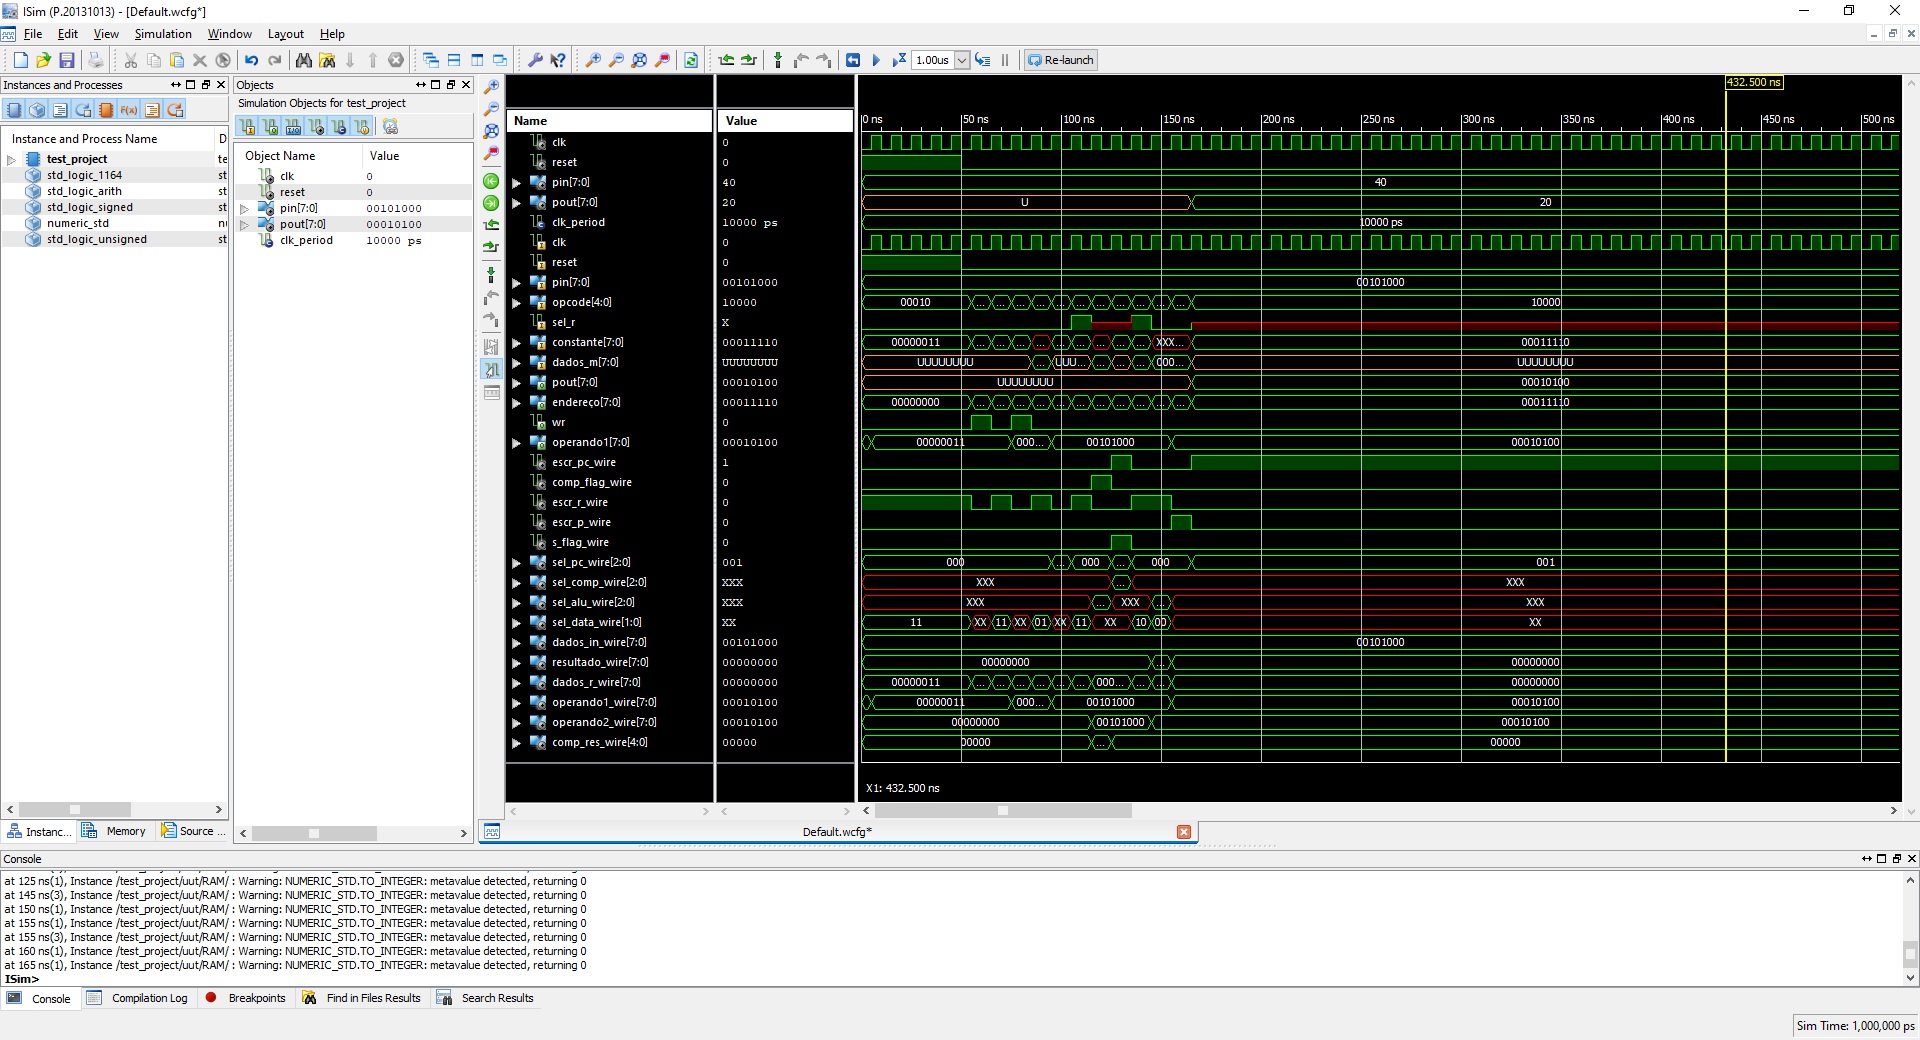 ISim (P.20131013) - [Default.wcfg*]
File Edit View Simulation Window Layout Help
1.00us Re-launch
Instances and Processes
Instance and Process Name D
test_project te
std_logic_1164 st
std_logic_arith st
std_logic_signed st
numeric_std nu
std_logic_unsigned st
Instanc... Memory Source ...
Objects
Simulation Objects for test_project
Object Name Value
clk 0
reset 0
pin[7:0] 00101000
pout[7:0] 00010100
clk_period 10000 ps
432.500 ns
Name Value 0 ns 50 ns 100 ns 150 ns 200 ns 250 ns 300 ns 350 ns 400 ns 450 ns 500 ns
clk 0
reset 0
pin[7:0] 40 40
pout[7:0] 20 U 20
clk_period 10000 ps 10000 ps
clk 0
reset 0
pin[7:0] 00101000 00101000
opcode[4:0] 10000 00010 ... ... ... ... ... ... ... ... ... ... ... 10000
sel_r X
constante[7:0] 00011110 00000011 ... ... ... ... ... ... ... ... ... XXX... 00011110
dados_m[7:0] UUUUUUUU UUUUUUUU ... UUU... ... ... ... 000... UUUUUUUU
pout[7:0] 00010100 UUUUUUUU 00010100
endereço[7:0] 00011110 00000000 ... ... ... ... ... ... ... ... ... ... ... 00011110
wr 0
operando1[7:0] 00010100 00000011 000... 00101000 00010100
escr_pc_wire 1
comp_flag_wire 0
escr_r_wire 0
escr_p_wire 0
s_flag_wire 0
sel_pc_wire[2:0] 001 000 ... 000 ... 000 001
sel_comp_wire[2:0] XXX XXX ... XXX
sel_alu_wire[2:0] XXX XXX ... XXX ... XXX
sel_data_wire[1:0] XX 11 XX 11 XX 01 XX 11 XX 10 00 XX
dados_in_wire[7:0] 00101000 00101000
resultado_wire[7:0] 00000000 00000000 ... 00000000
dados_r_wire[7:0] 00000000 00000011 ... ... ... ... ... ... 000... ... ... 00000000
operando1_wire[7:0] 00010100 00000011 000... 00101000 00010100
operando2_wire[7:0] 00010100 00000000 00101000 00010100
comp_res_wire[4:0] 00000 00000 ... 00000
X1: 432.500 ns
Default.wcfg*
Console
at 125 ns(1), Instance /test_project/uut/RAM/ : Warning: NUMERIC_STD.TO_INTEGER: metavalue detected, returning 0
at 145 ns(3), Instance /test_project/uut/RAM/ : Warning: NUMERIC_STD.TO_INTEGER: metavalue detected, returning 0
at 150 ns(1), Instance /test_project/uut/RAM/ : Warning: NUMERIC_STD.TO_INTEGER: metavalue detected, returning 0
at 155 ns(1), Instance /test_project/uut/RAM/ : Warning: NUMERIC_STD.TO_INTEGER: metavalue detected, returning 0
at 155 ns(3), Instance /test_project/uut/RAM/ : Warning: NUMERIC_STD.TO_INTEGER: metavalue detected, returning 0
at 160 ns(1), Instance /test_project/uut/RAM/ : Warning: NUMERIC_STD.TO_INTEGER: metavalue detected, returning 0
at 165 ns(1), Instance /test_project/uut/RAM/ : Warning: NUMERIC_STD.TO_INTEGER: metavalue detected, returning 0
ISim>
Console Compilation Log Breakpoints Find in Files Results Search Results
Sim Time: 1,000,000 ps